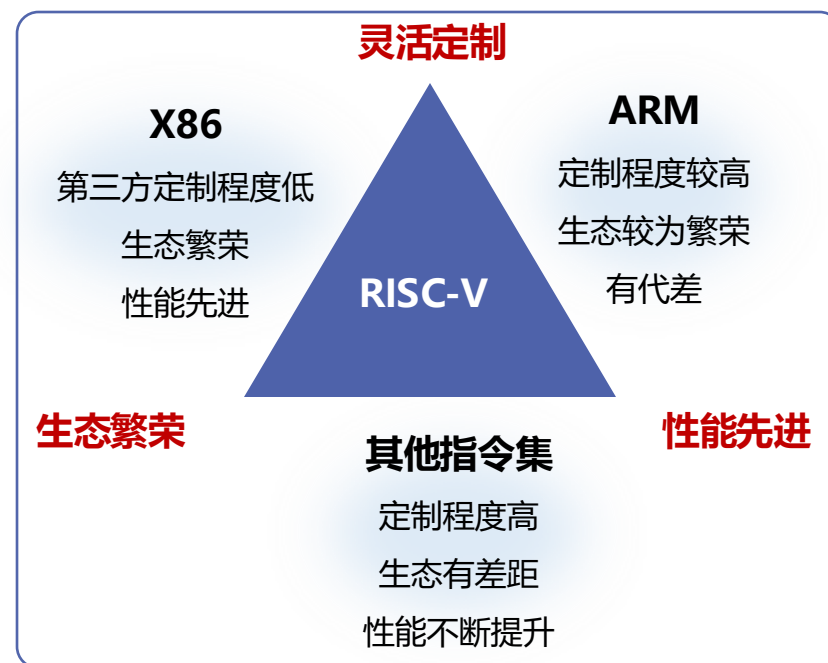 灵活定制
X86
第三方定制程度低
生态繁荣
性能先进
ARM
定制程度较高
生态较为繁荣
有代差
RISC-V
生态繁荣
性能先进
其他指令集
定制程度高
生态有差距
性能不断提升